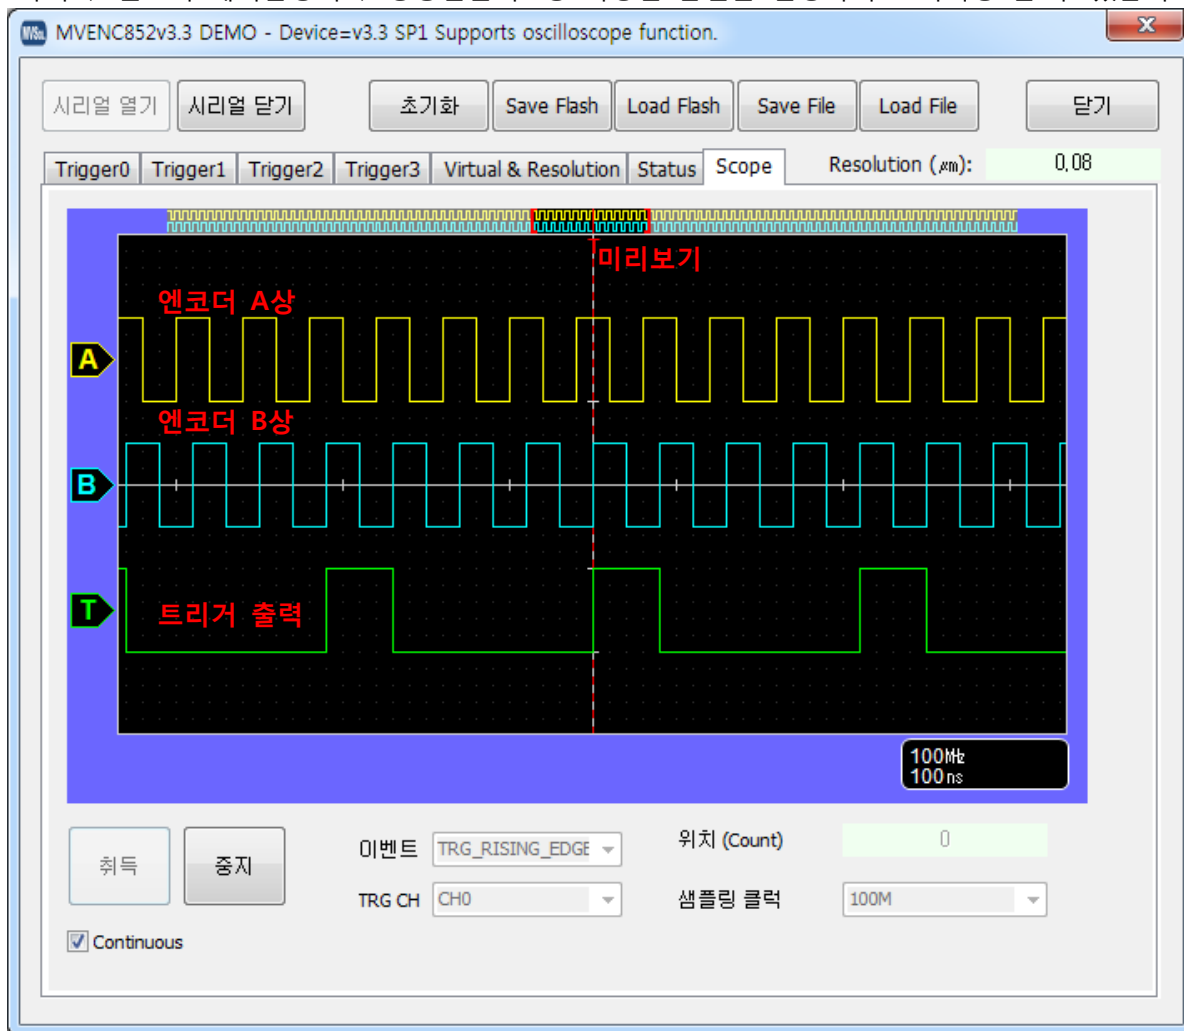 MVENC852v3.3 DEMO - Device=v3.3 SP1 Supports oscilloscope function.
시리얼 열기 시리얼 닫기 초기화 Save Flash Load Flash Save File Load File 닫기
Trigger0 Trigger1 Trigger2 Trigger3 Virtual & Resolution Status Scope Resolution (㎛): 0,08
T
미리보기
엔코더 A상
A
엔코더 B상
B
T 트리거 출력
100㎒
100㎱
취득 중지 이벤트 TRG_RISING_EDGE 위치 (Count) 0
TRG CH CH0 샘플링 클럭 100M
Continuous